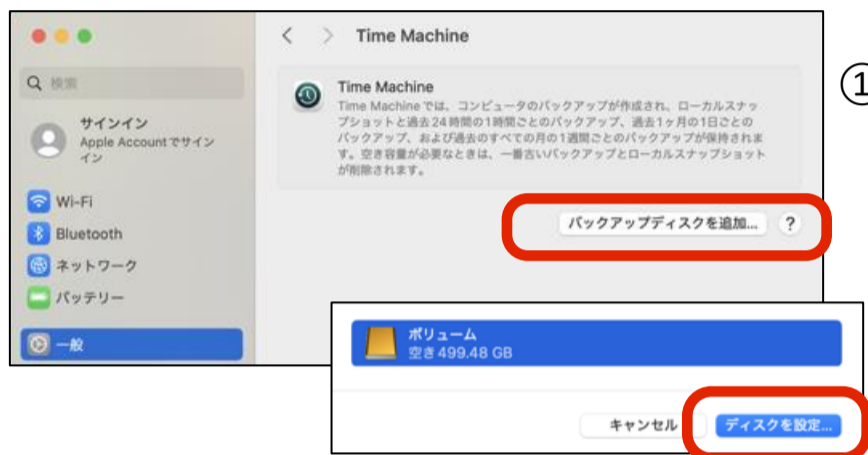 Time Machine
検索
サインイン
Apple Accountでサイン
イン
Wi-Fi
Bluetooth
ネットワーク
バッテリー
一般
Time Machine
Time Machineでは、コンピュータのバックアップが作成され、ローカルスナッ
プショットと過去24時間の1時間ごとのバックアップ、過去1ヶ月の1日ごとの
バックアップ、および過去のすべての月の1週間ごとのバックアップが保持されま
す。空き容量が必要なときは、一番古いバックアップとローカルスナップショット
が削除されます。
バックアップディスクを追加...
?
①
ボリューム
空き499.48 GB
キャンセル
ディスクを設定...